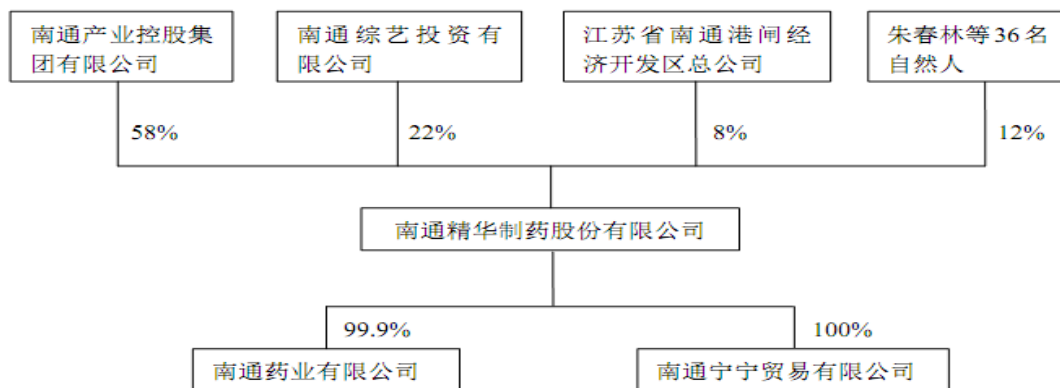 南通产业控股集
团有限公司
南通综艺投资有
限公司
江苏省南通港闸经
济开发区总公司
朱春林等36名
自然人
58%
22%
8%
12%
南通精华制药股份有限公司
99.9%
100%
南通药业有限公司
南通宁宁贸易有限公司